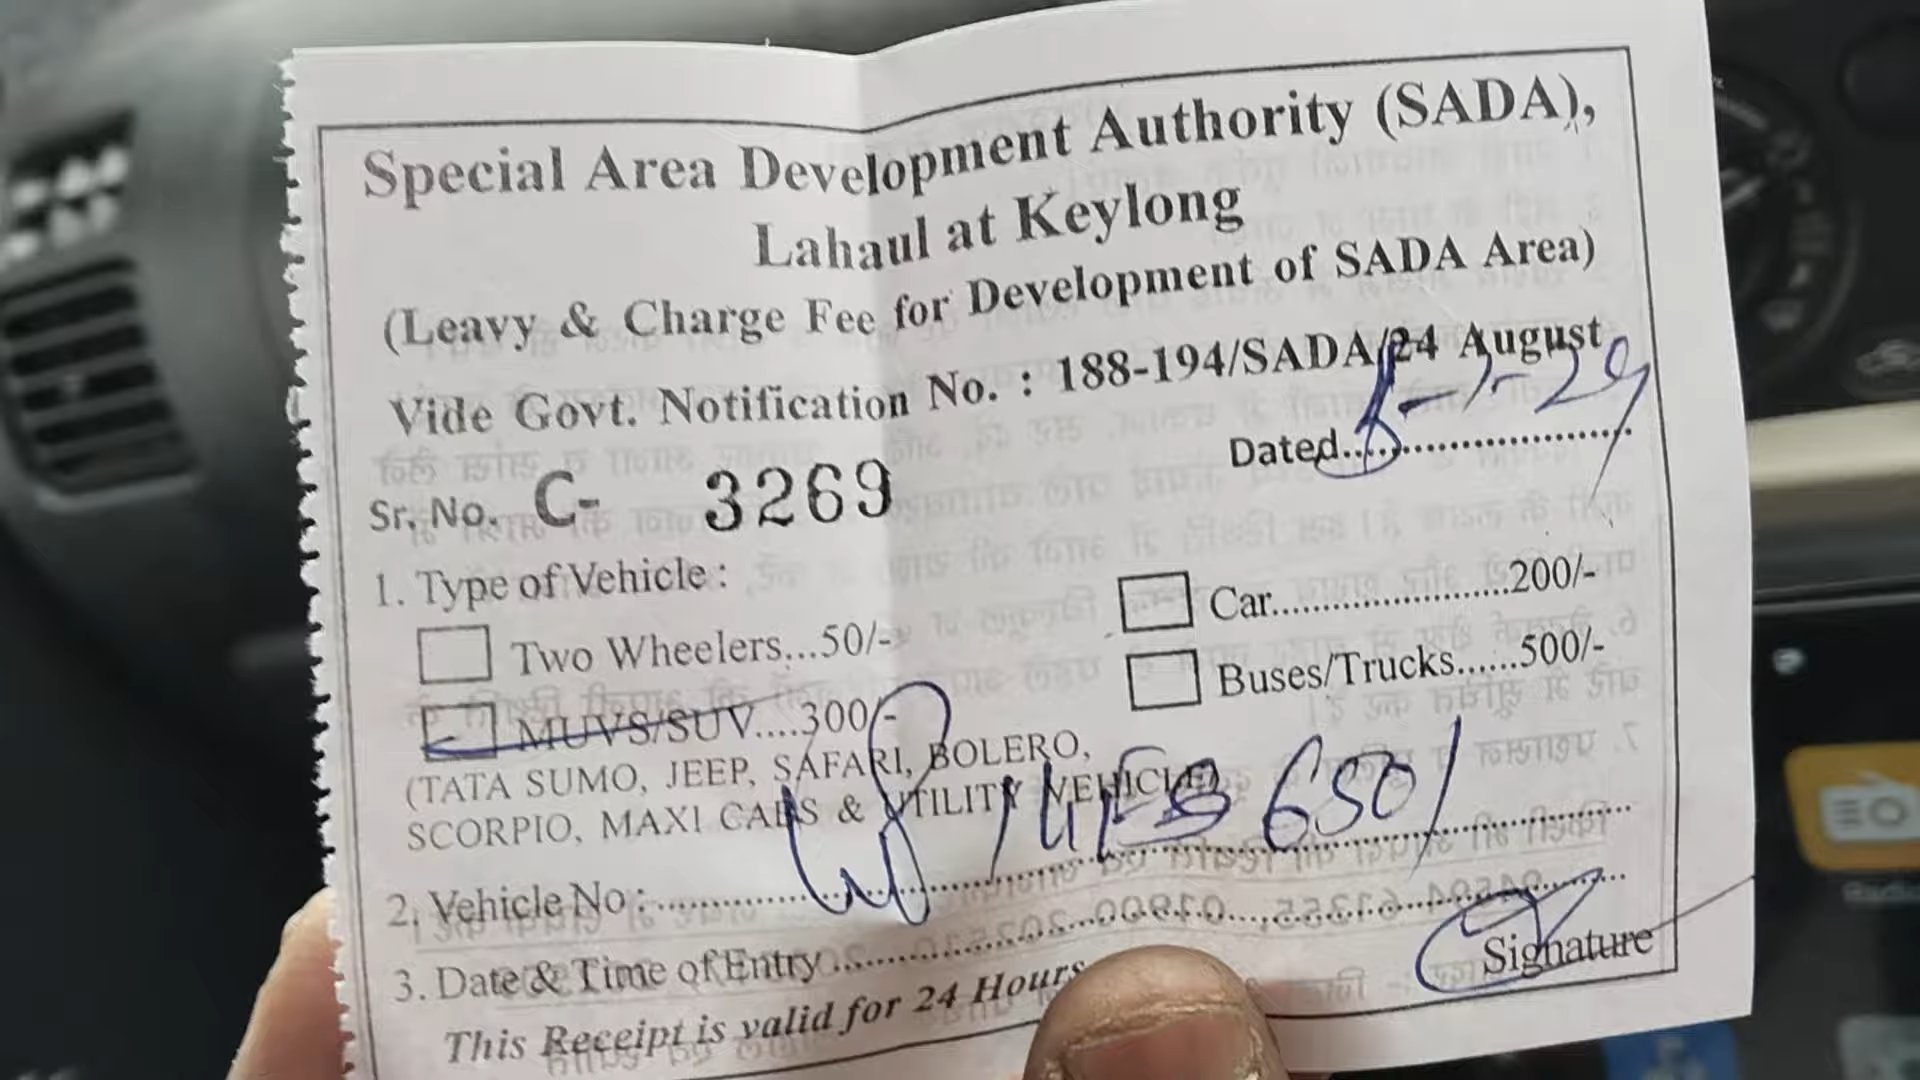 Special Area Development Authority (SADA),
Lahaul at Keylong
(Leavy & Charge Fee for Development of SADA Area)
Vide Govt. Notification No. : 188-194/SADA/24 August
Dated....................
Sr. No. C- 3269
1. Type of Vehicle :
Two Wheelers...50/-
Car........................200/-
MUVS/SUV....300/-
Buses/Trucks......500/-
(TATA SUMO, JEEP, SAFARI, BOLERO,
SCORPIO, MAXI CABS & UTILITY VEHICLE)
2. Vehicle No : 6501
3. Date & Time of Entry
Signature
This Receipt is valid for 24 Hours